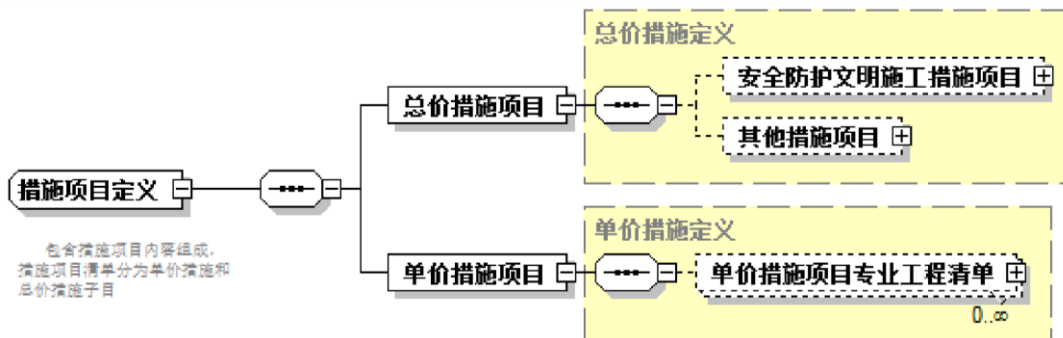 总价措施定义
安全防护文明施工措施项目
总价措施项目
其他措施项目
措施项目定义
包含措施项目内容组成，
措施项目清单分为单价措施和
总价措施子目
单价措施定义
单价措施项目
单价措施项目专业工程清单
0..∞